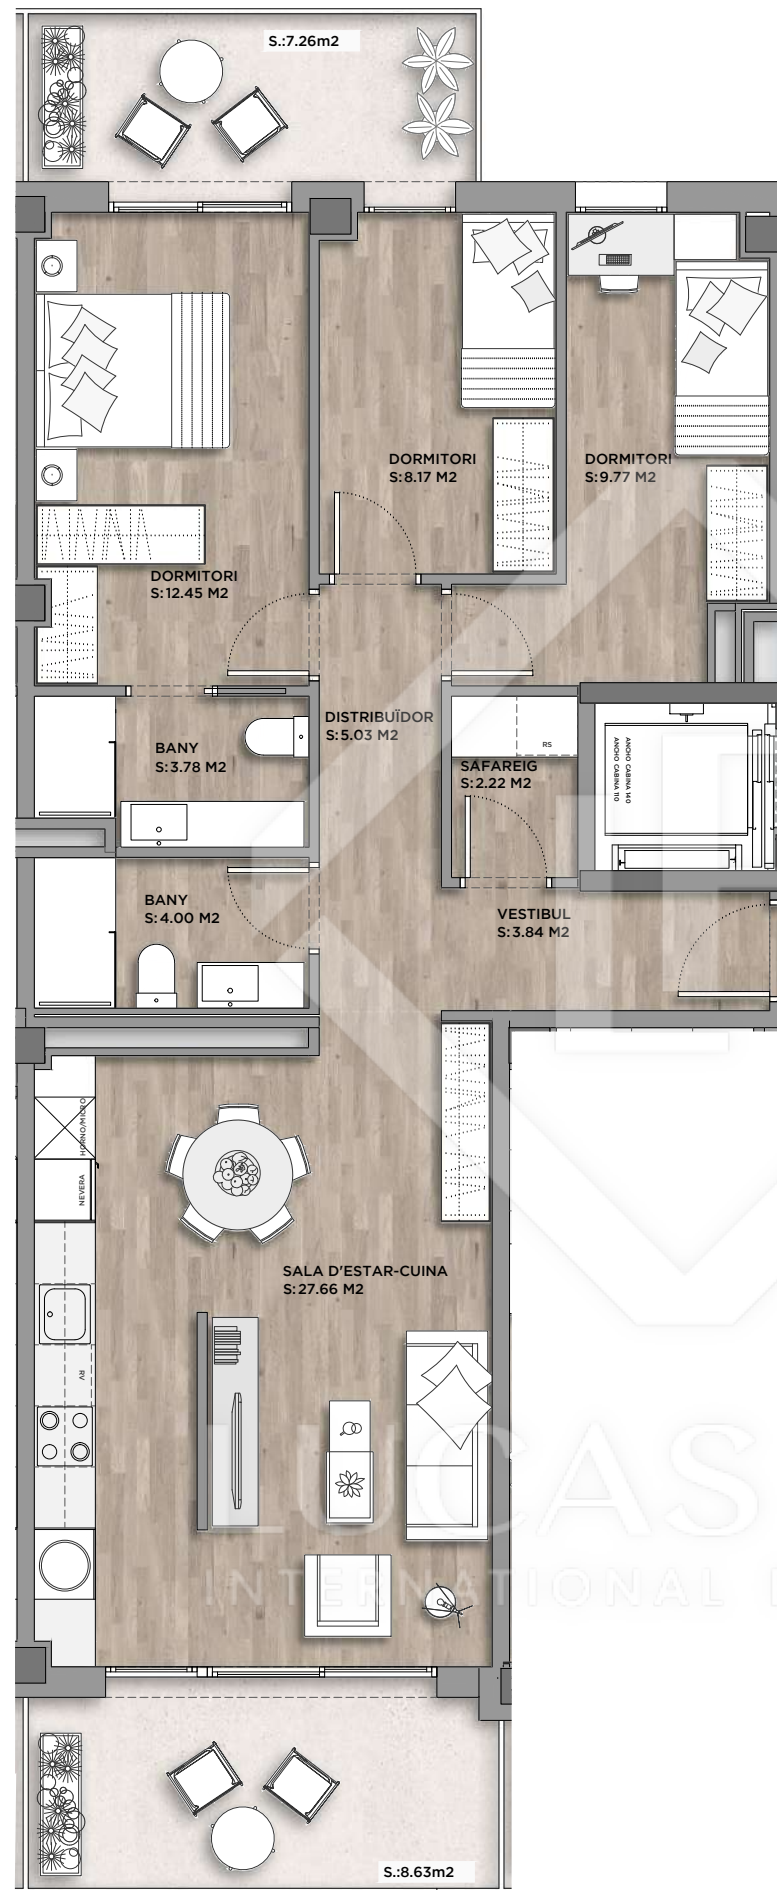 S.:7.26m2
DORMITORI
S:8.17 M2
DORMITORI
S:9.77 M2
DORMITORI
S:12.45 M2
DISTRIBUÏDOR
S:5.03 M2
BANY
S:3.78 M2
RS
SAFAREIG
S:2.22 M2
ANCHO CABINA 140
ANCHO CABINA 110
BANY
S:4.00 M2
VESTIBUL
S:3.84 M2
HORNO/MICRO
NEVERA
SALA D'ESTAR-CUINA
S:27.66 M2
RV
LUCAS
INTERNATIONAL
S.:8.63m2